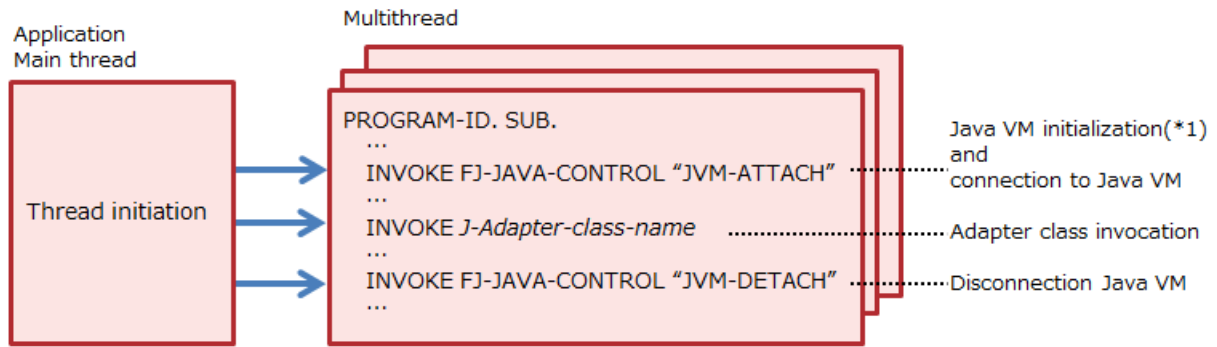 Application
Main thread
Thread initiation
Multithread
PROGRAM-ID. SUB.
...
INVOKE FJ-JAVA-CONTROL “JVM-ATTACH”
...
INVOKE J-Adapter-class-name
...
INVOKE FJ-JAVA-CONTROL “JVM-DETACH”
...
Java VM initialization(*1)
and
connection to Java VM
Adapter class invocation
Disconnection Java VM